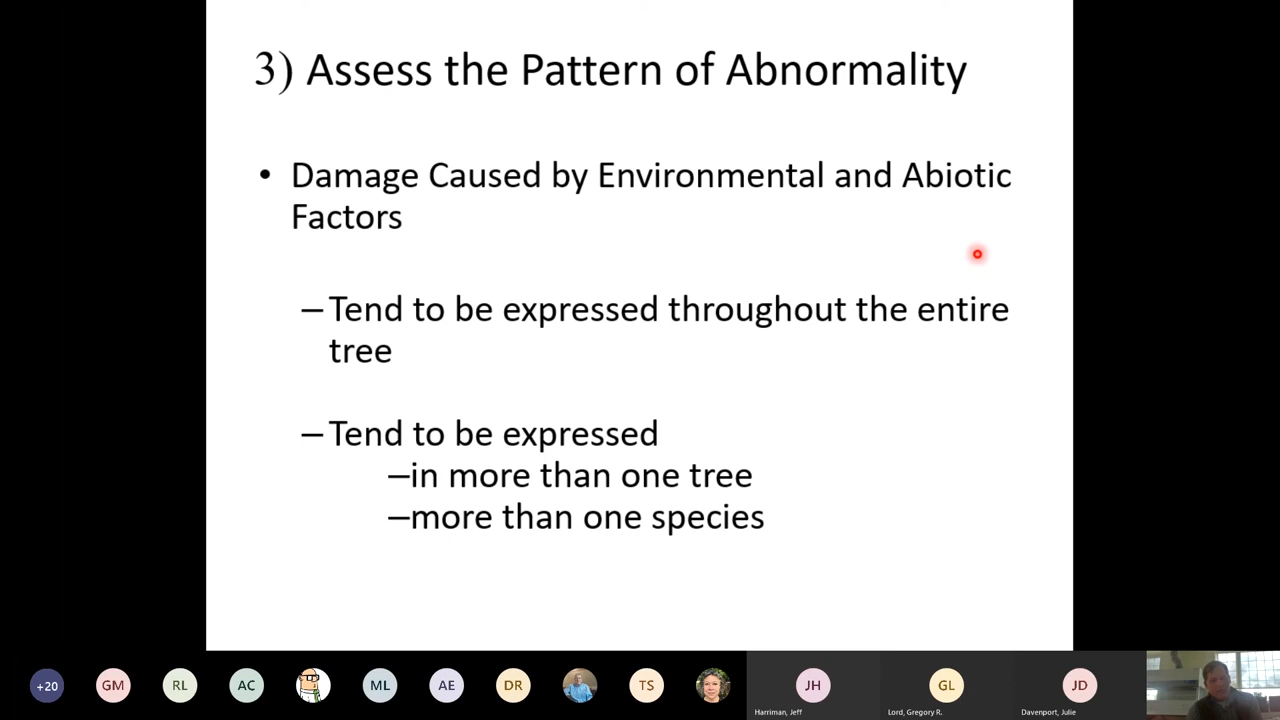 3) Assess the Pattern of Abnormality
• Damage Caused by Environmental and Abiotic
Factors
–Tend to be expressed throughout the entire
tree
–Tend to be expressed
–in more than one tree
–more than one species
+20 GM RL AC ML AE DR TS JH GL JD
Harriman, Jeff Lord, Gregory R. Davenport, Julie